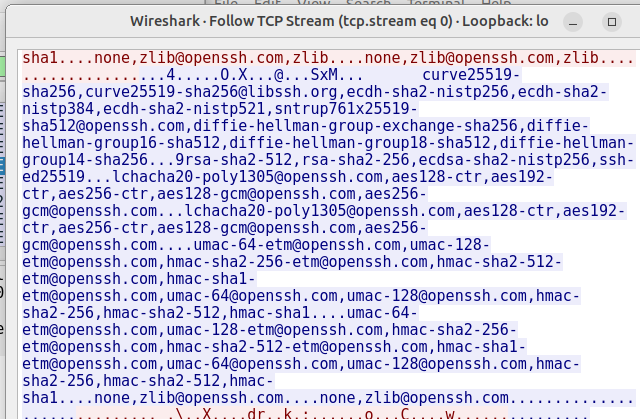 File Edit View Search Terminal Help
Wireshark · Follow TCP Stream (tcp.stream eq 0) · Loopback: lo
sha1....none,zlib@openssh.com,zlib....none,zlib@openssh.com,zlib....
..................4.....O.X...@...SxM... curve25519-
sha256,curve25519-sha256@libssh.org,ecdh-sha2-nistp256,ecdh-sha2-
nistp384,ecdh-sha2-nistp521,sntrup761x25519-
sha512@openssh.com,diffie-hellman-group-exchange-sha256,diffie-
hellman-group16-sha512,diffie-hellman-group18-sha512,diffie-hellman-
group14-sha256...9rsa-sha2-512,rsa-sha2-256,ecdsa-sha2-nistp256,ssh-
ed25519...lchacha20-poly1305@openssh.com,aes128-ctr,aes192-
ctr,aes256-ctr,aes128-gcm@openssh.com,aes256-
gcm@openssh.com...lchacha20-poly1305@openssh.com,aes128-ctr,aes192-
ctr,aes256-ctr,aes128-gcm@openssh.com,aes256-
gcm@openssh.com....umac-64-etm@openssh.com,umac-128-
etm@openssh.com,hmac-sha2-256-etm@openssh.com,hmac-sha2-512-
etm@openssh.com,hmac-sha1-
etm@openssh.com,umac-64@openssh.com,umac-128@openssh.com,hmac-
sha2-256,hmac-sha2-512,hmac-sha1....umac-64-
etm@openssh.com,umac-128-etm@openssh.com,hmac-sha2-256-
etm@openssh.com,hmac-sha2-512-etm@openssh.com,hmac-sha1-
etm@openssh.com,umac-64@openssh.com,umac-128@openssh.com,hmac-
sha2-256,hmac-sha2-512,hmac-
sha1....none,zlib@openssh.com....none,zlib@openssh.com..............